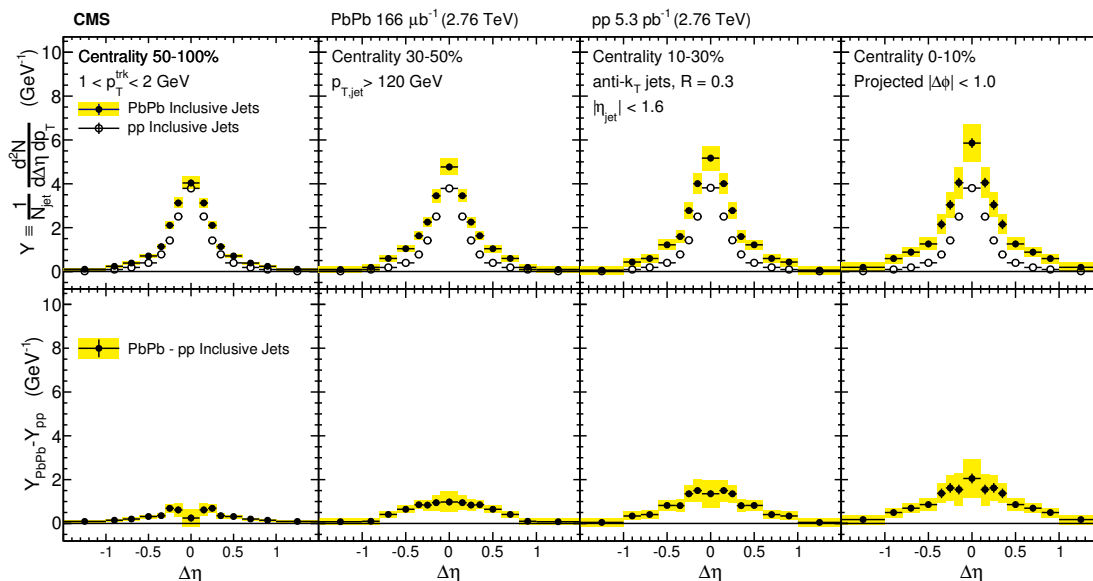 CMS PbPb 166 μb⁻¹ (2.76 TeV) pp 5.3 pb⁻¹ (2.76 TeV)
Y ≡ 1/N_jet d²N/dΔη dp_T (GeV⁻¹)
10
8
6
4
2
0
Centrality 50-100%
1 < p_T^trk < 2 GeV
PbPb Inclusive Jets
pp Inclusive Jets
Centrality 30-50%
p_T,jet > 120 GeV
Centrality 10-30%
anti-k_T jets, R = 0.3
|η_jet| < 1.6
Centrality 0-10%
Projected |Δϕ| < 1.0
Y_PbPb - Y_pp (GeV⁻¹)
10
8
6
4
2
0
PbPb - pp Inclusive Jets
-1 -0.5 0 0.5 1 -1 -0.5 0 0.5 1 -1 -0.5 0 0.5 1 -1 -0.5 0 0.5 1
Δη Δη Δη Δη